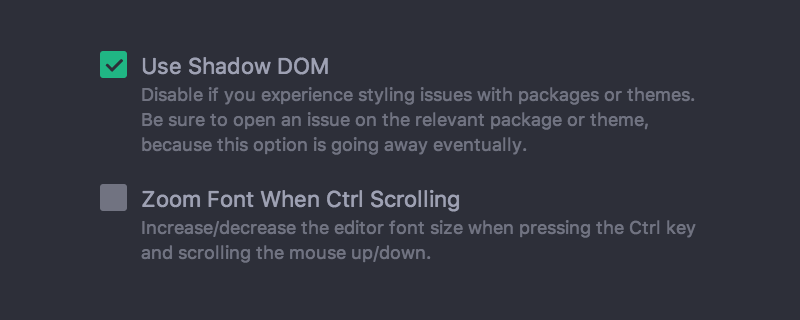 Use Shadow DOM
Disable if you experience styling issues with packages or themes.
Be sure to open an issue on the relevant package or theme,
because this option is going away eventually.
Zoom Font When Ctrl Scrolling
Increase/decrease the editor font size when pressing the Ctrl key
and scrolling the mouse up/down.